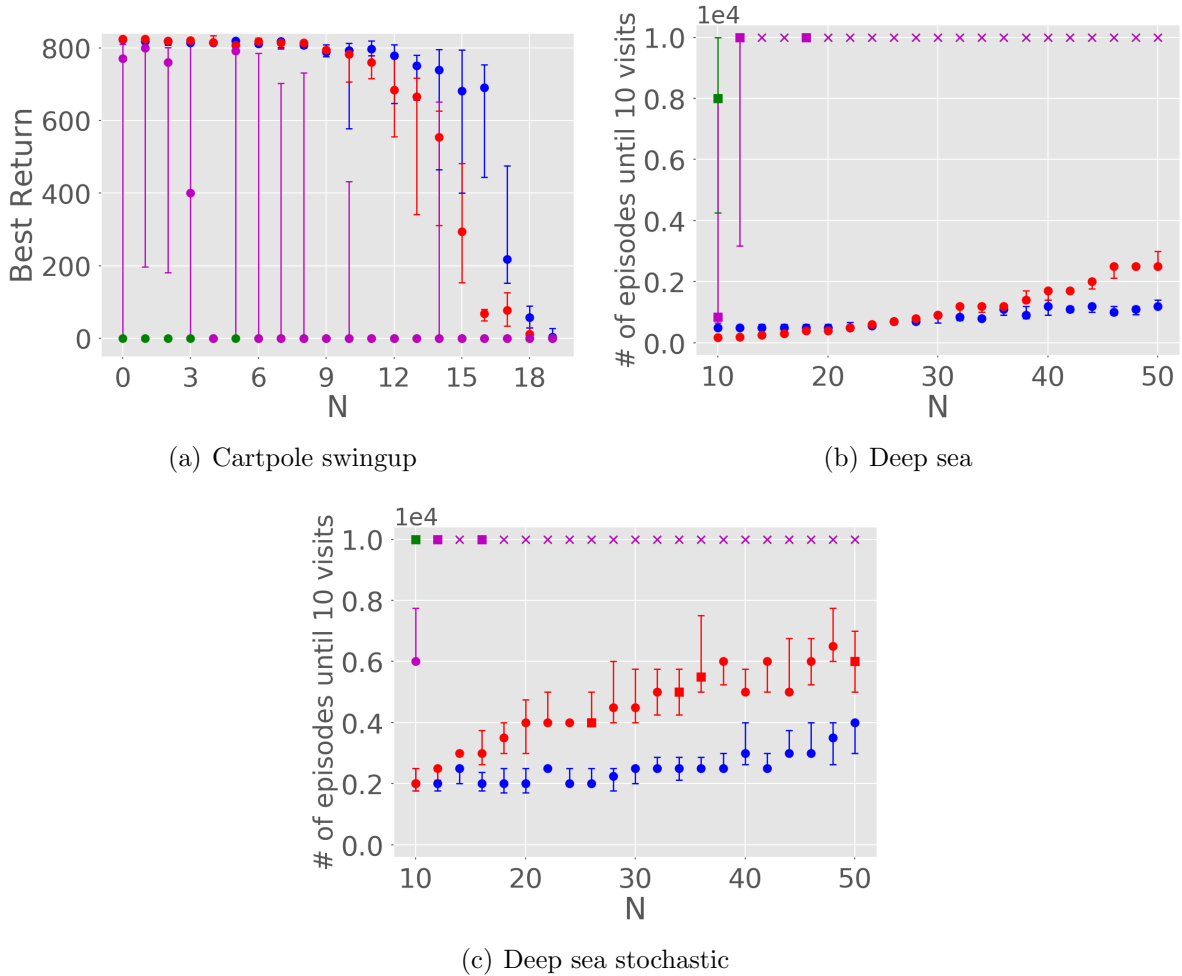 800
600
400
200
0
Best Return
0 3 6 9 12 15 18
N
(a) Cartpole swingup
1e4
1.0
0.8
0.6
0.4
0.2
0.0
# of episodes until 10 visits
10 20 30 40 50
N
(b) Deep sea
1e4
1.0
0.8
0.6
0.4
0.2
0.0
# of episodes until 10 visits
10 20 30 40 50
N
(c) Deep sea stochastic